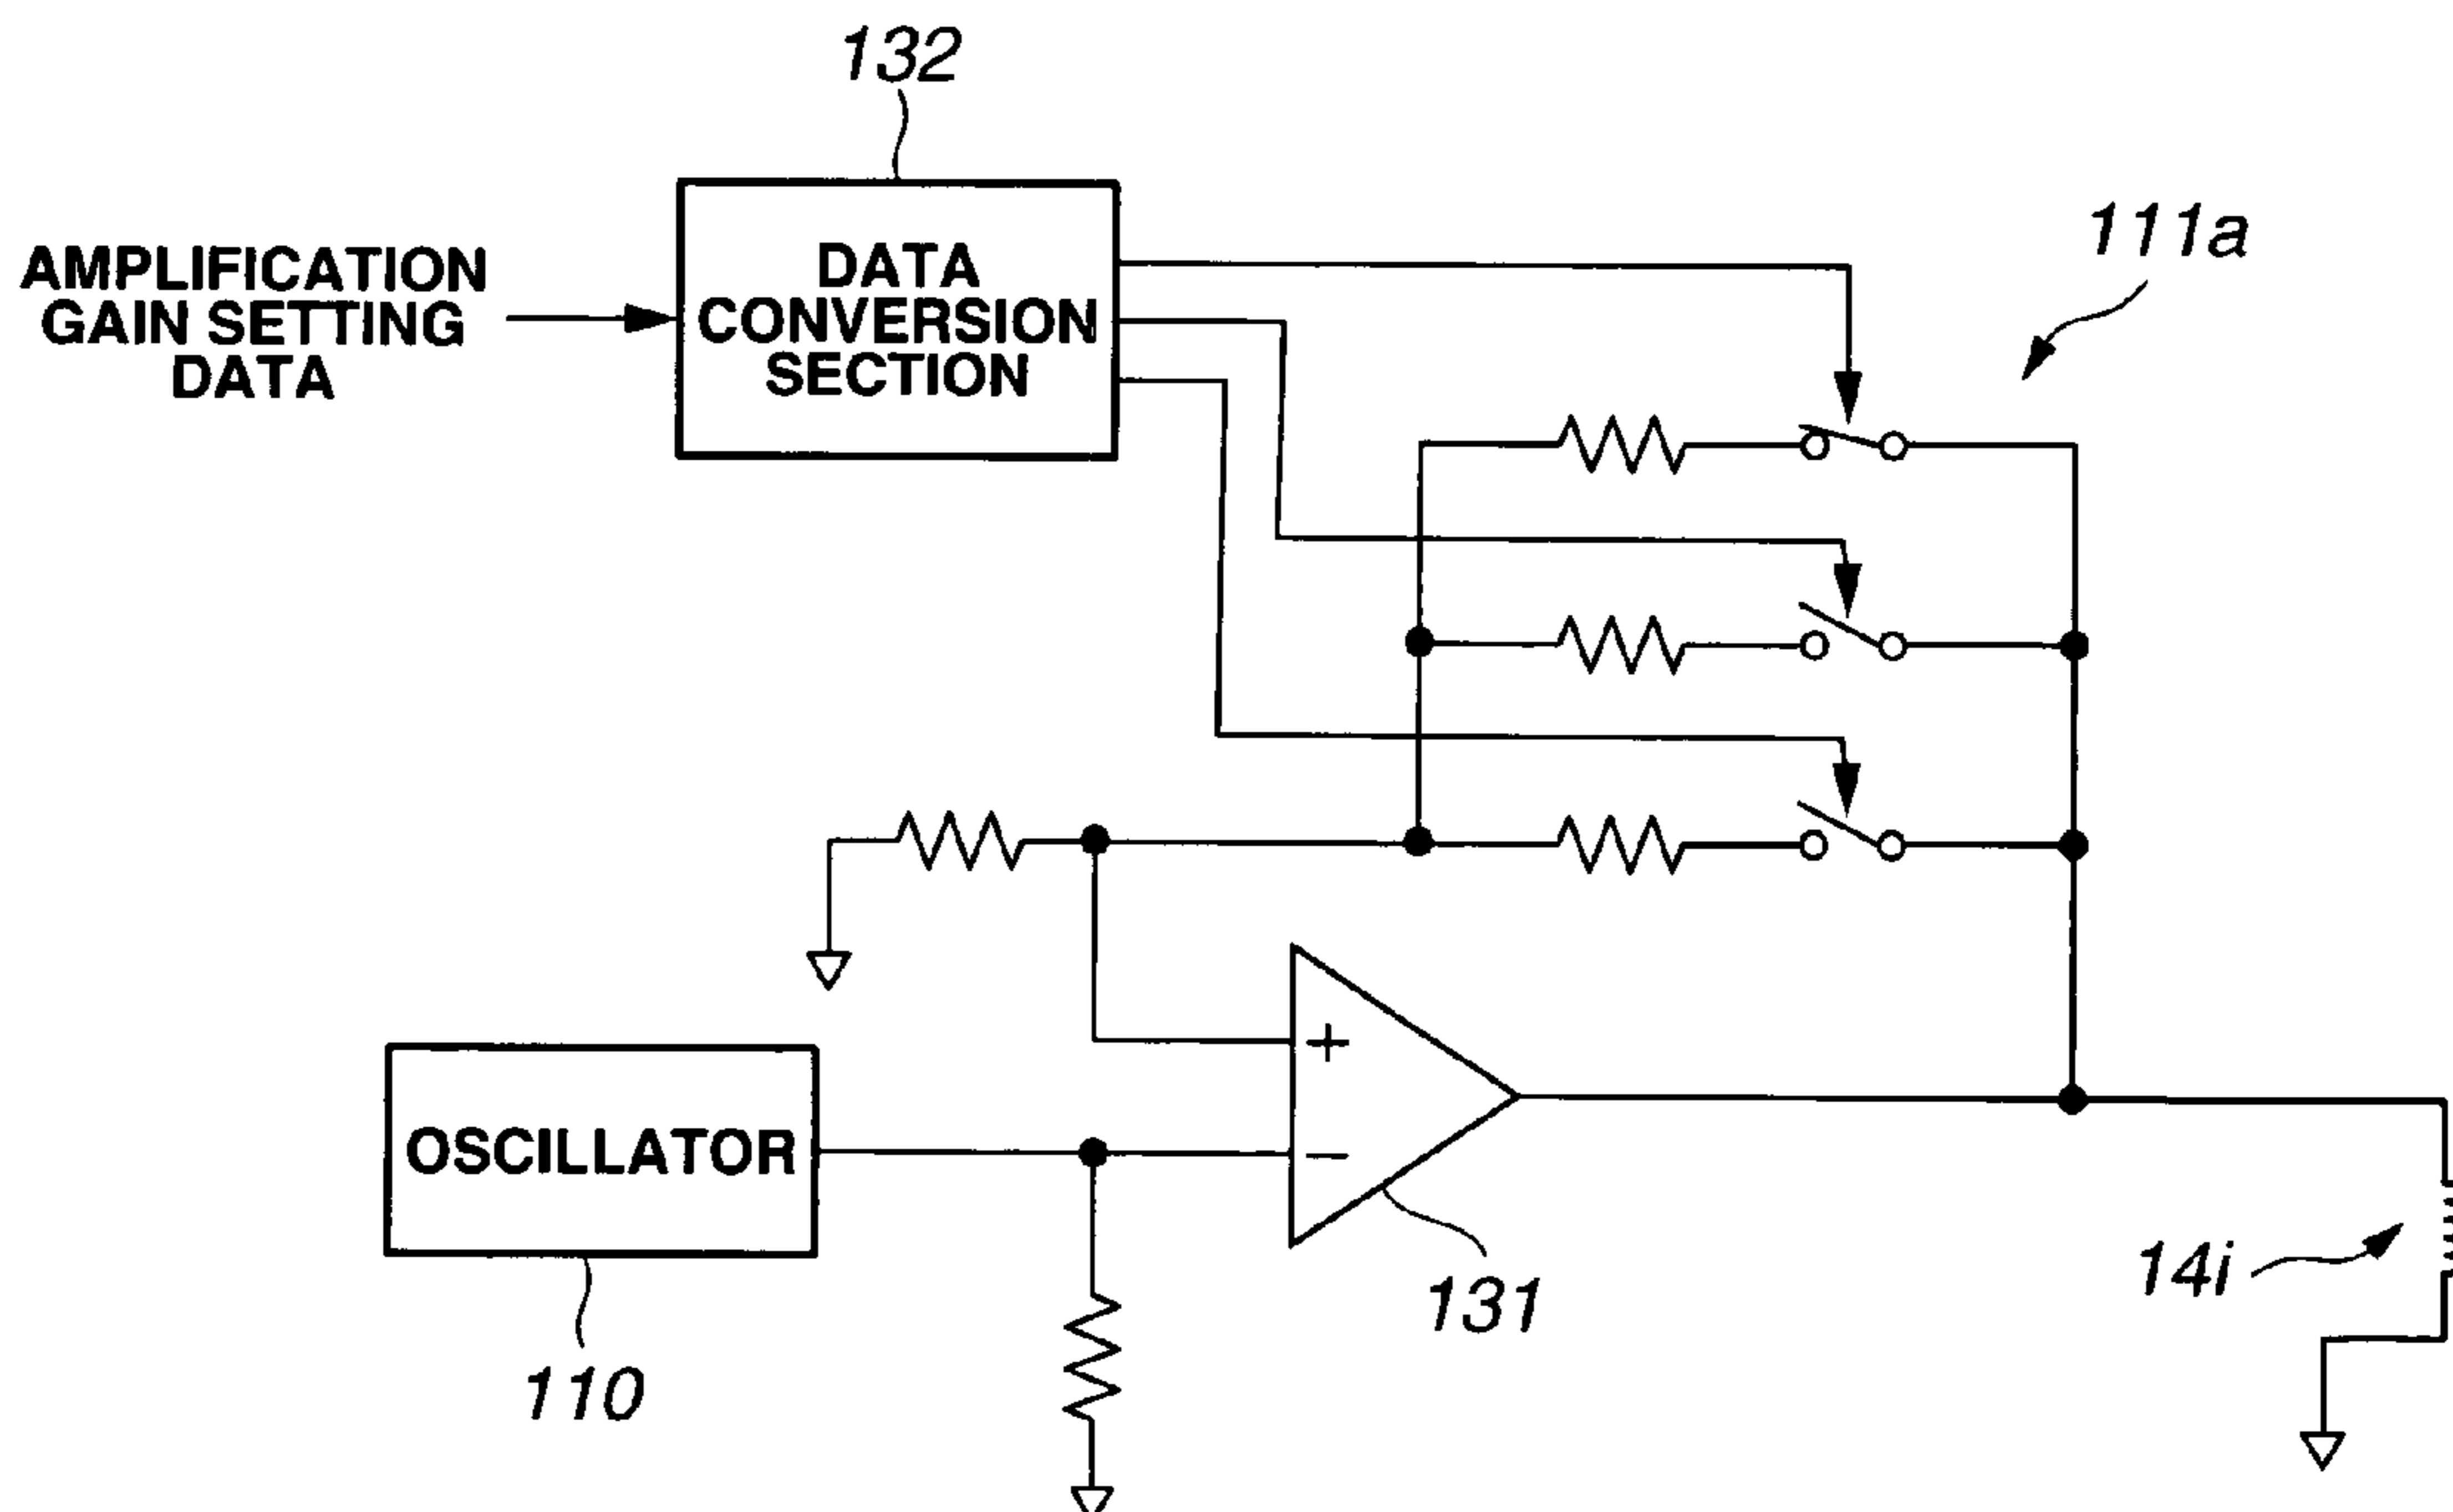 132
111a
AMPLIFICATION
GAIN SETTING
DATA
DATA
CONVERSION
SECTION
+
−
OSCILLATOR
131
14i
110